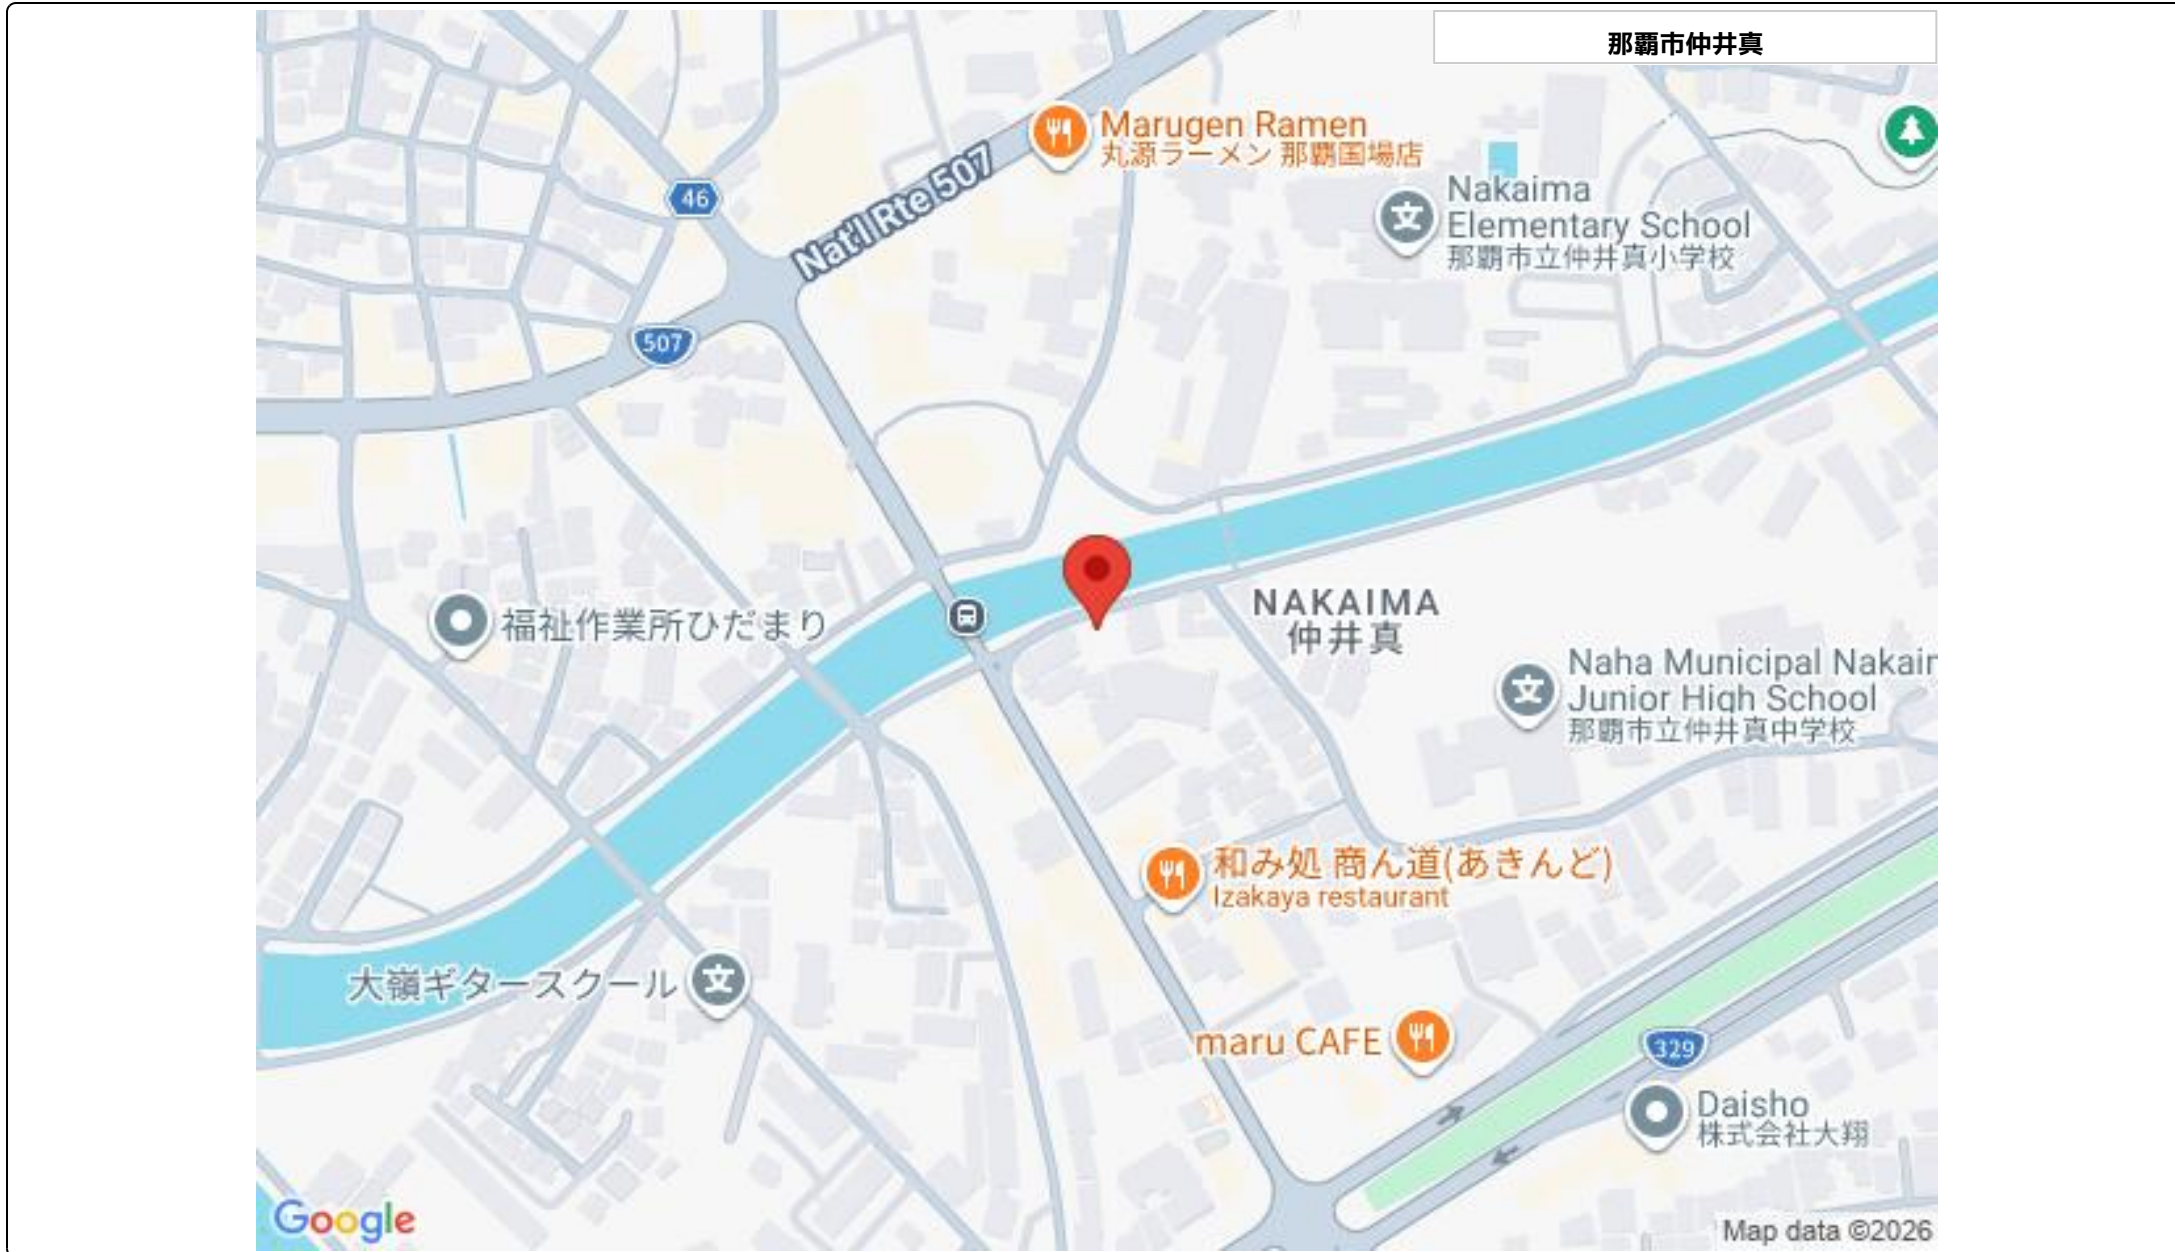 那覇市仲井真
Marugen Ramen
丸源ラーメン 那覇国場店
46
Nat'l Rte 507
Nakaima
Elementary School
那覇市立仲井真小学校
507
福祉作業所ひだまり
NAKAIMA
仲井真
Naha Municipal Nakair
Junior High School
那覇市立仲井真中学校
和み処 商ん道(あきんど)
Izakaya restaurant
大嶺ギタースクール
maru CAFE
329
Daisho
株式会社大翔
Google
Map data ©2026